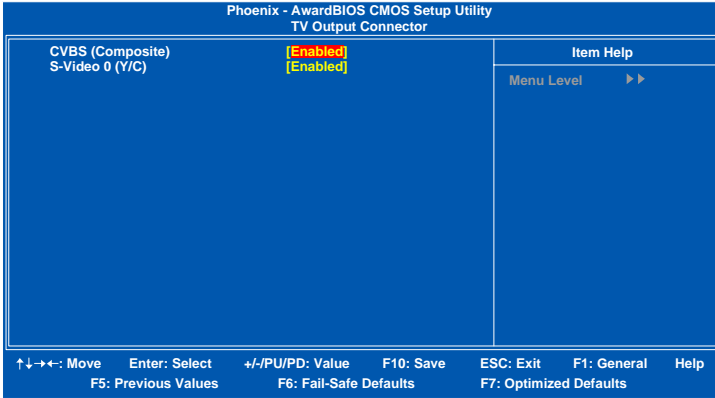 Phoenix - AwardBIOS CMOS Setup Utility
TV Output Connector
CVBS (Composite) [Enabled]
S-Video 0 (Y/C) [Enabled]
Item Help
Menu Level ▶▶
↑↓→←: Move Enter: Select +/-/PU/PD: Value F10: Save ESC: Exit F1: General Help
F5: Previous Values F6: Fail-Safe Defaults F7: Optimized Defaults